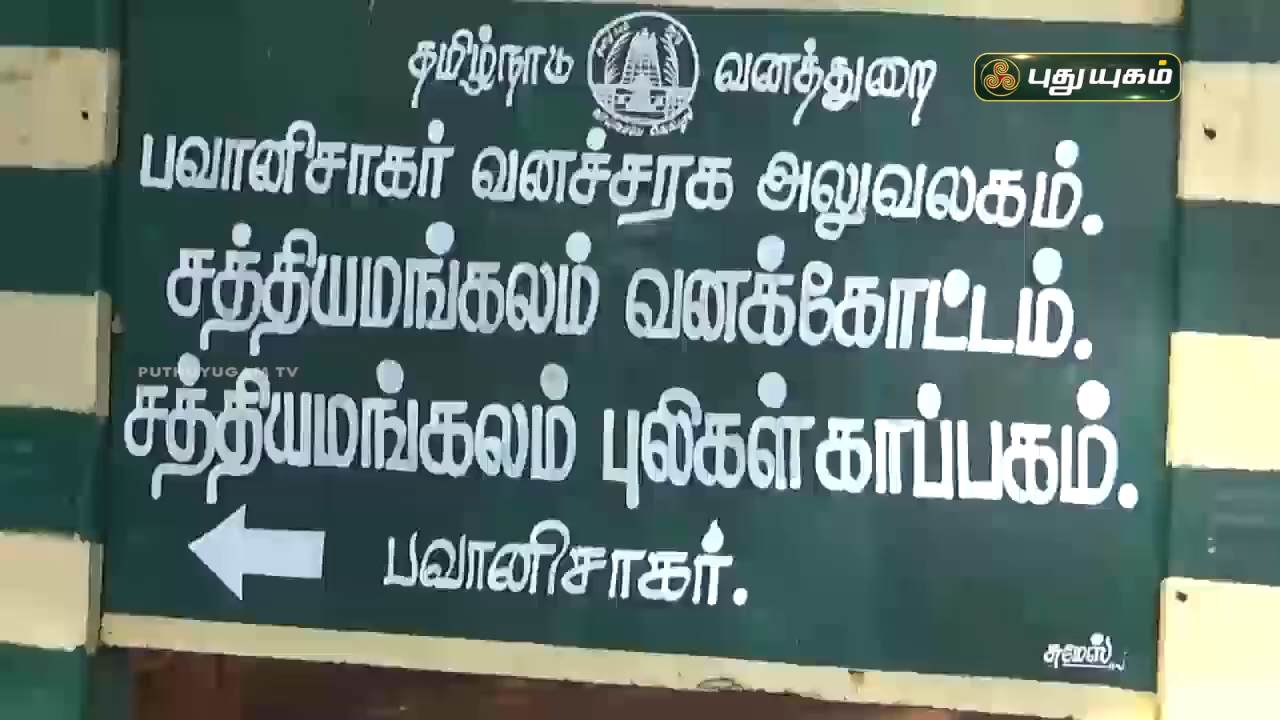 தமிழ்நாடு வனத்துறை
புதுயுகம்
பவானிசாகர் வனச்சரக அலுவலகம்.
சத்தியமங்கலம் வனக்கோட்டம்.
PUTHUYUGAM TV
சத்தியமங்கலம் புலிகள்காப்பகம்.
பவானிசாகர்.